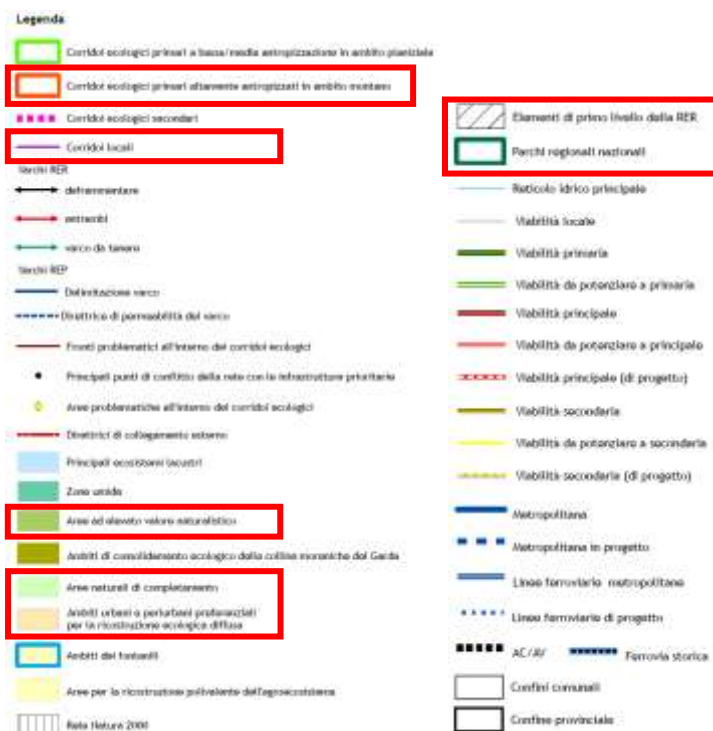 Legenda
Corridoi ecologici primari a bassa/media antropizzazione in ambito planiziale
Corridoi ecologici primari altamente antropizzati in ambito montano
Corridoi ecologici secondari
Corridoi locali
Varchi RER
deframmentare
entrambi
varco da tenere
Varchi REP
Delimitazione varco
Direttrice di permeabilità del varco
Fronti problematici all'interno dei corridoi ecologici
Principali punti di conflitto della rete con le infrastrutture prioritarie
Aree problematiche all'interno dei corridoi ecologici
Direttrici di collegamento esterno
Principali ecosistemi lacustri
Zone umide
Aree ad elevato valore naturalistico
Ambiti di consolidamento ecologico delle colline moreniche del Garda
Aree naturali di completamento
Ambiti urbani e periurbani preferenziali
per la ricostruzione ecologica diffusa
Ambiti dei fontanili
Aree per la ricostruzione polivalente dell'agroecosistema
Rete Natura 2000
Elementi di primo livello della RER
Parchi regionali nazionali
Reticolo idrico principale
Viabilità locale
Viabilità primaria
Viabilità da potenziare a primaria
Viabilità principale
Viabilità da potenziare a principale
Viabilità principale (di progetto)
Viabilità secondaria
Viabilità da potenziare a secondaria
Viabilità secondaria (di progetto)
Metropolitana
Metropolitana in progetto
Linee ferroviarie metropolitane
Linee ferroviarie di progetto
AC/AV Ferrovia storica
Confini comunali
Confine provinciale